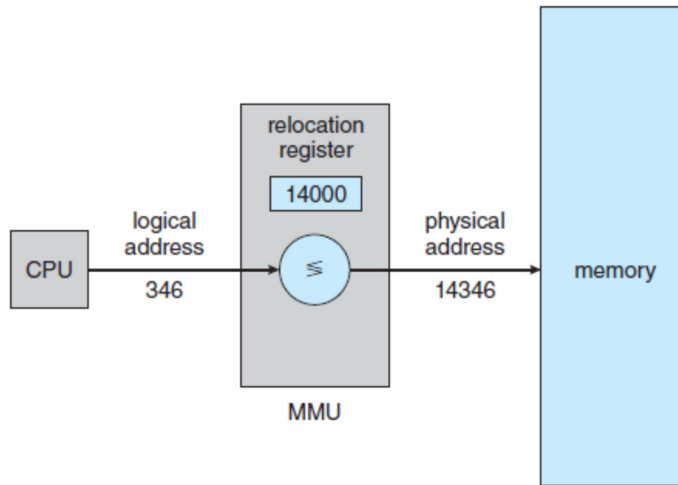 relocation
register
14000
logical
address
physical
address
CPU
≶
memory
346
14346
MMU